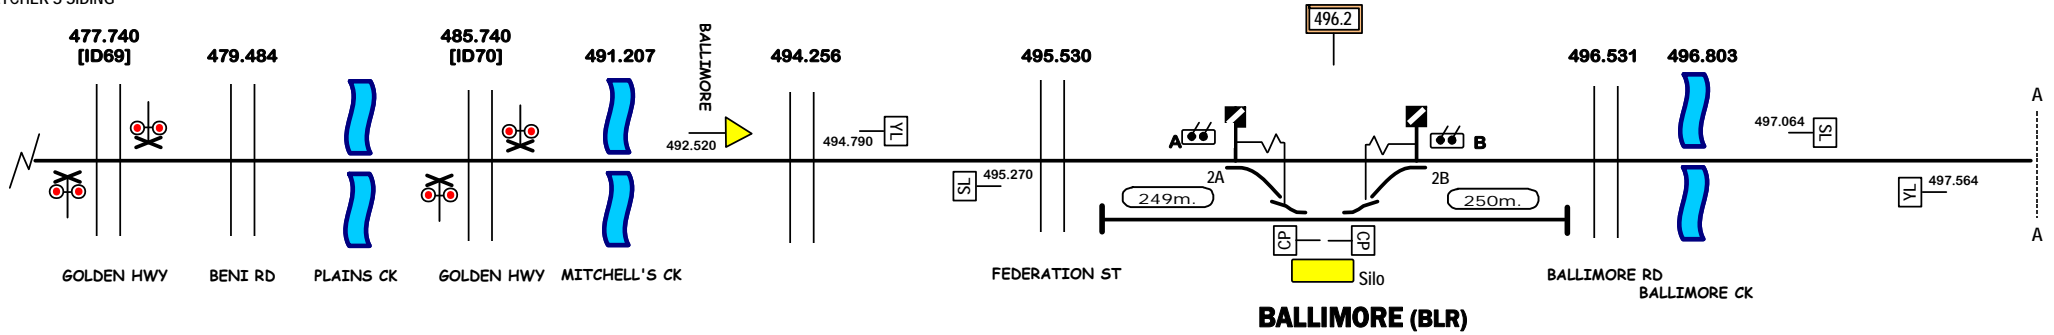 477.740
[ID69]
479.484
485.740
[ID70]
491.207
BALLIMORE
492.520
494.256
494.790
YL
SL
495.270
495.530
496.2
A
B
2A
2B
249m.
250m.
CP
CP
Silo
496.531
496.803
497.064
SL
YL
497.564
A
A
GOLDEN HWY
BENI RD
PLAINS CK
GOLDEN HWY
MITCHELL'S CK
FEDERATION ST
BALLIMORE RD
BALLIMORE CK
BALLIMORE (BLR)